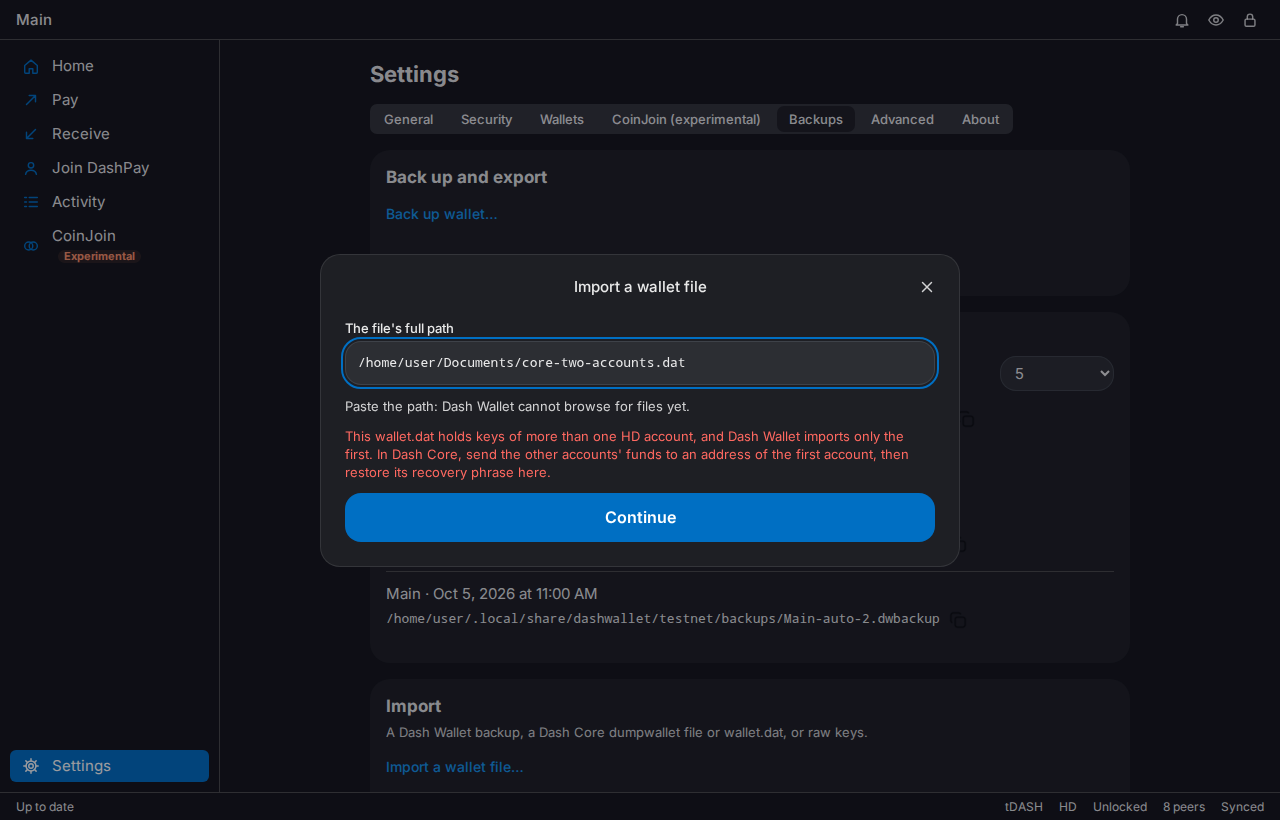 Main
Home
Pay
Receive
Join DashPay
Activity
CoinJoin
Experimental
Settings
Settings
General
Security
Wallets
CoinJoin (experimental)
Backups
Advanced
About
Back up and export
Back up wallet...
Import a wallet file
The file's full path
/home/user/Documents/core-two-accounts.dat
Paste the path: Dash Wallet cannot browse for files yet.
This wallet.dat holds keys of more than one HD account, and Dash Wallet imports only the
first. In Dash Core, send the other accounts' funds to an address of the first account, then
restore its recovery phrase here.
Continue
5
Main · Oct 5, 2026 at 11:00 AM
/home/user/.local/share/dashwallet/testnet/backups/Main-auto-2.dwbackup
Import
A Dash Wallet backup, a Dash Core dumpwallet file or wallet.dat, or raw keys.
Import a wallet file...
Up to date
tDASH
HD
Unlocked
8 peers
Synced